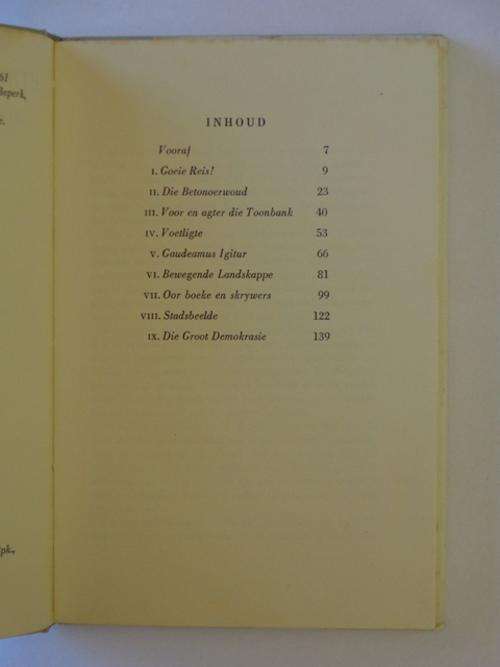 61
Beperk,
INHOUD
Vooraf 7
I. Goeie Reis! 9
II. Die Betonoerwoud 23
III. Voor en agter die Toonbank 40
IV. Voetligte 53
V. Gaudeamus Igitur 66
VI. Bewegende Landskappe 81
VII. Oor boeke en skrywers 99
VIII. Stadsbeelde 122
IX. Die Groot Demokrasie 139